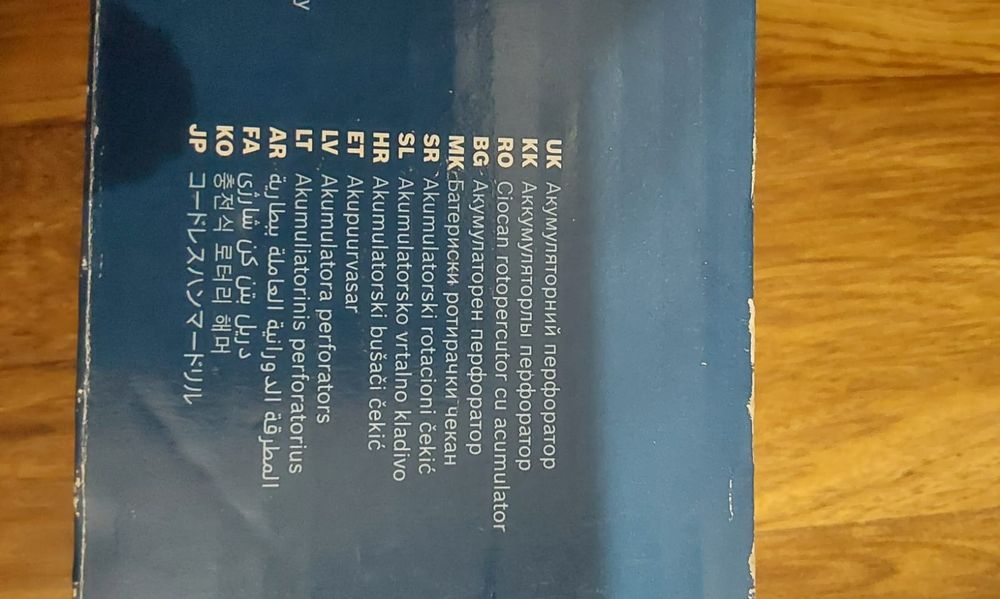 y
UK Акумуляторний перфоратор
KK Аккумуляторлы перфоратор
RO Ciocan rotopercutor cu acumulator
BG Акумулаторен перфоратор
MK Батериски ротирачки чекан
SR Akumulatorski rotacioni čekić
SL Akumulatorsko vrtalno kladivo
HR Akumulatorski bušaći čekić
ET Akupuurvasar
LV Akumulatora perforators
LT Akumuliatorinis perforatorius
AR المطرقة الدورانية العاملة ببطارية
FA دریل بتن کن شارژی
KO 충전식 로터리 해머
JP コードレスハンマードリル